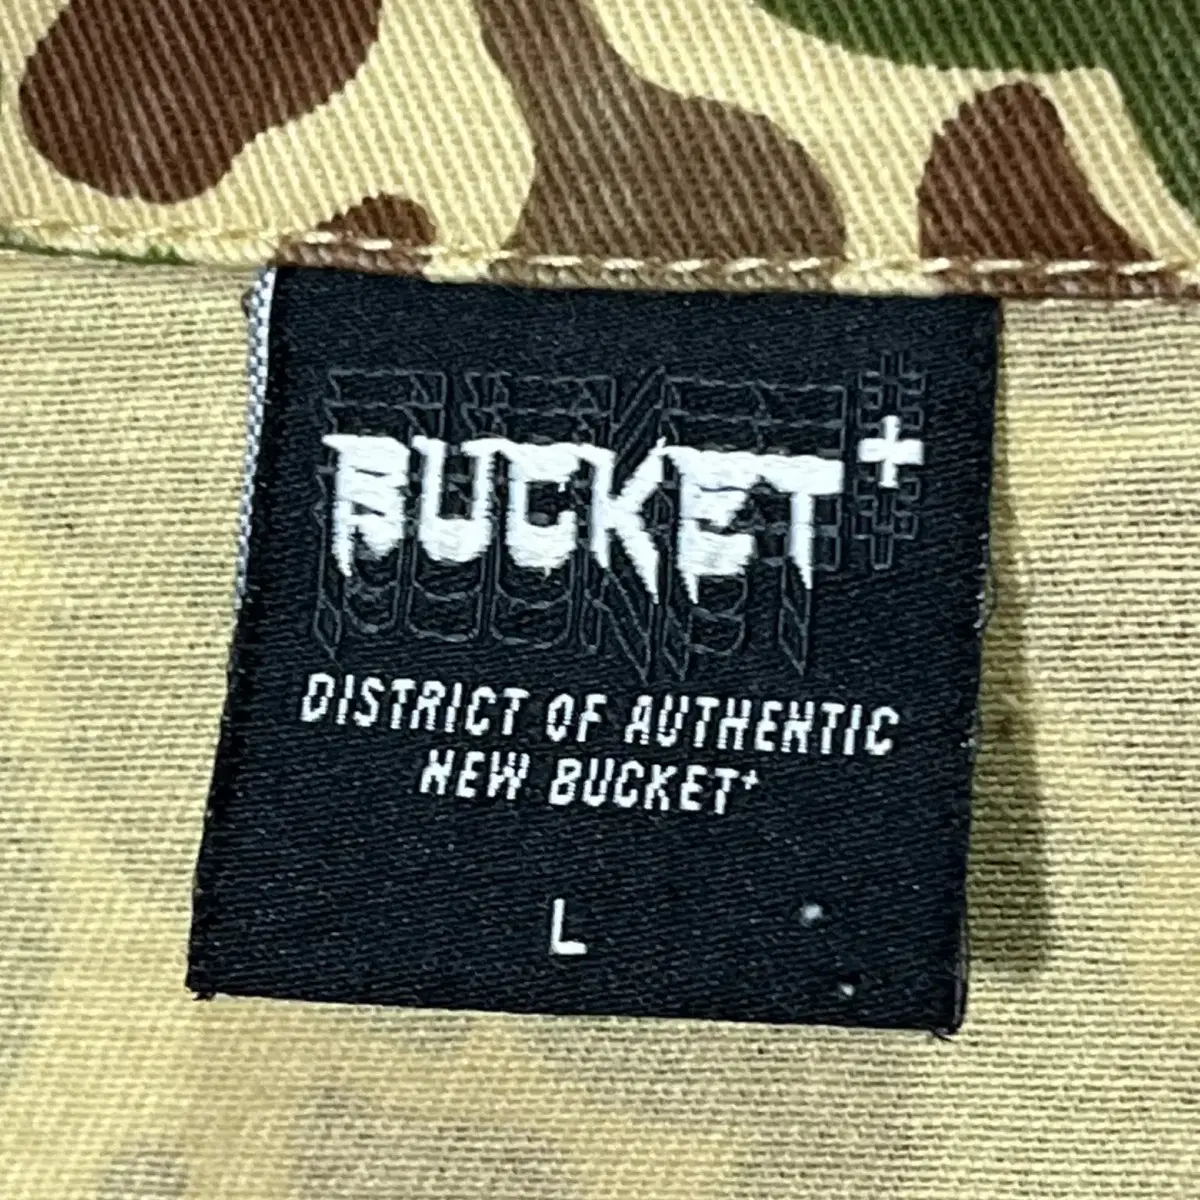 BUCKET+
DISTRICT OF AUTHENTIC
NEW BUCKET+
L